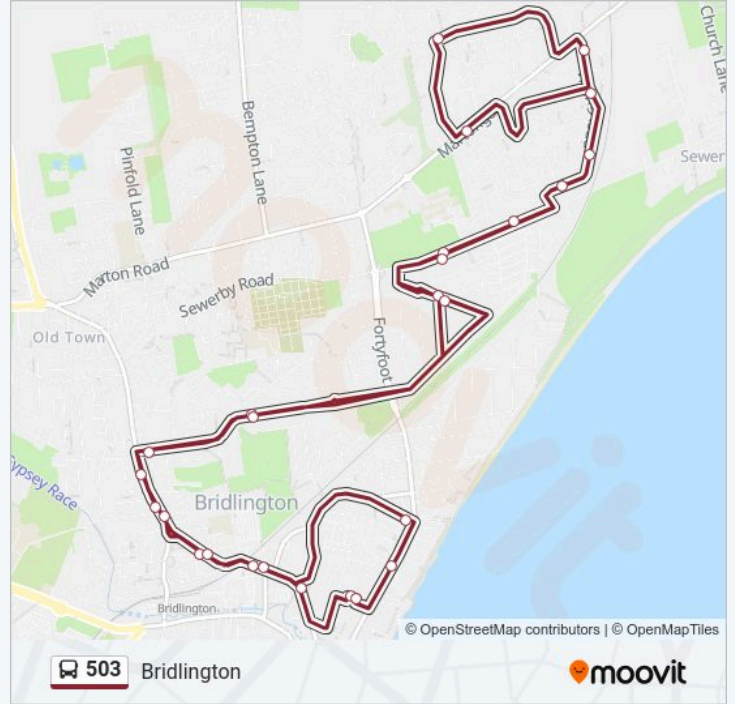 Church Lane
Bempton Lane
Pinfold Lane
Sewer
Marton Road
Sewerby Road
Old Town
Fortyfoot
Gypsey Race
Bridlington
Bridlington
© OpenStreetMap contributors | © OpenMapTiles
503 Bridlington
moovit